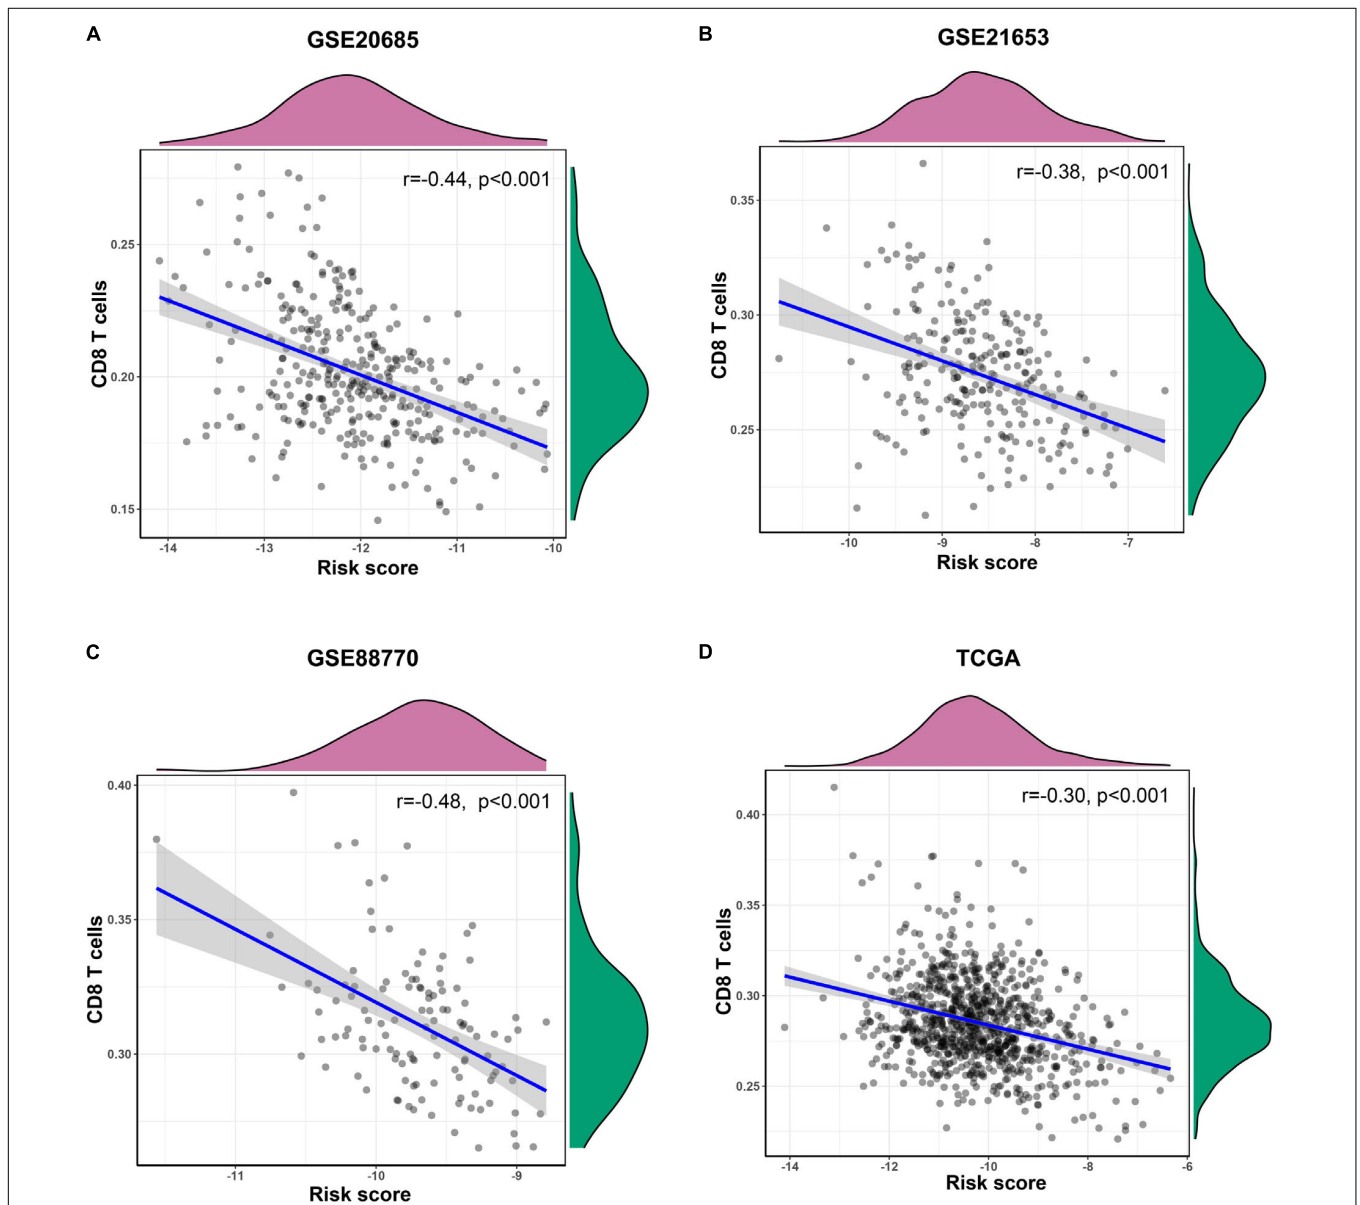 A
GSE20685
r=-0.44, p<0.001
CD8 T cells
0.25
0.20
0.15
-14 -13 -12 -11 -10
Risk score
B
GSE21653
r=-0.38, p<0.001
CD8 T cells
0.35
0.30
0.25
-10 -9 -8 -7
Risk score
C
GSE88770
r=-0.48, p<0.001
CD8 T cells
0.40
0.35
0.30
-11 -10 -9
Risk score
D
TCGA
r=-0.30, p<0.001
CD8 T cells
0.40
0.35
0.30
0.25
-14 -12 -10 -8 -6
Risk score